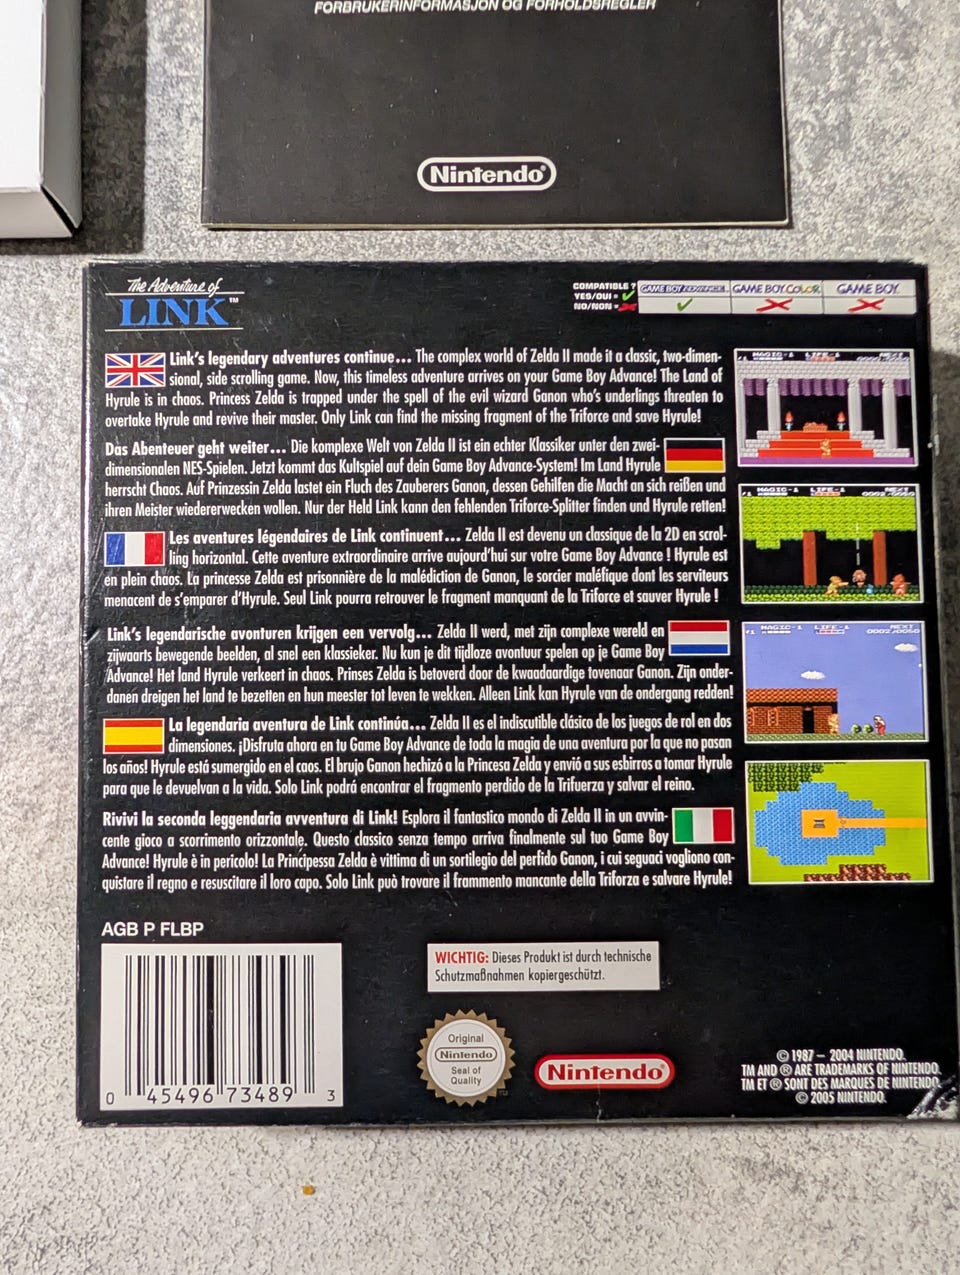 FORBRUKERINFORMASJON OG FORHOLDSREGLER
Nintendo®
The Adventure of
LINK™
COMPATIBLE ?
YES/OUI =
NO/NON =
GAME BOY ADVANCE
GAME BOY COLOR
GAME BOY
Link's legendary adventures continue... The complex world of Zelda II made it a classic, two-dimen-
sional, side scrolling game. Now, this timeless adventure arrives on your Game Boy Advance! The Land of
Hyrule is in chaos. Princess Zelda is trapped under the spell of the evil wizard Ganon who's underlings threaten to
overtake Hyrule and revive their master. Only Link can find the missing fragment of the Triforce and save Hyrule!
Das Abenteuer geht weiter... Die komplexe Welt von Zelda II ist ein echter Klassiker unter den zwei-
dimensionalen NES-Spielen. Jetzt kommt das Kultspiel auf dein Game Boy Advance-System! Im Land Hyrule
herrscht Chaos. Auf Prinzessin Zelda lastet ein Fluch des Zauberers Ganon, dessen Gehilfen die Macht an sich reißen und
ihren Meister wiedererwecken wollen. Nur der Held Link kann den fehlenden Triforce-Splitter finden und Hyrule retten!
Les aventures légendaires de Link continuent... Zelda II est devenu un classique de la 2D en scrol-
ling horizontal. Cette aventure extraordinaire arrive aujourd'hui sur votre Game Boy Advance ! Hyrule est
en plein chaos. La princesse Zelda est prisonnière de la malédiction de Ganon, le sorcier maléfique dont les serviteurs
menacent de s'emparer d'Hyrule. Seul Link pourra retrouver le fragment manquant de la Triforce et sauver Hyrule !
Link's legendarische avonturen krijgen een vervolg... Zelda II werd, met zijn complexe wereld en
zijwaarts bewegende beelden, al snel een klassieker. Nu kun je dit tijdloze avontuur spelen op je Game Boy
Advance! Het land Hyrule verkeert in chaos. Prinses Zelda is betoverd door de kwaadaardige tovenaar Ganon. Zijn onder-
danen dreigen het land te bezetten en hun meester tot leven te wekken. Alleen Link kan Hyrule van de ondergang redden!
La legendaria aventura de Link continúa... Zelda II es el indiscutible clásico de los juegos de rol en dos
dimensiones. ¡Disfruta ahora en tu Game Boy Advance de toda la magia de una aventura por la que no pasan
los años! Hyrule está sumergido en el caos. El brujo Ganon hechizó a la Princesa Zelda y envió a sus esbirros a tomar Hyrule
para que le devuelvan a la vida. Solo Link podrá encontrar el fragmento perdido de la Trifuerza y salvar el reino.
Rivivi la seconda leggendaria avventura di Link! Esplora il fantastico mondo di Zelda II in un avvin-
cente gioco a scorrimento orizzontale. Questo classico senza tempo arriva finalmente sul tuo Game Boy
Advance! Hyrule è in pericolo! La Principessa Zelda è vittima di un sortilegio del perfido Ganon, i cui seguaci vogliono con-
quistare il regno e resuscitare il loro capo. Solo Link può trovare il frammento mancante della Triforza e salvare Hyrule!
MAGIC-1 LIFE-1 NEXT
MAGIC-1 LIFE-1 NEXT
0002/0050
MAGIC-1 LIFE-1 NEXT
0002/0050
AGB P FLBP
0 45496 73489 3
WICHTIG: Dieses Produkt ist durch technische
Schutzmaßnahmen kopiergeschützt.
Original
Nintendo
Seal of
Quality
Nintendo®
© 1987 – 2004 NINTENDO.
TM AND ® ARE TRADEMARKS OF NINTENDO.
TM ET ® SONT DES MARQUES DE NINTENDO.
© 2005 NINTENDO.